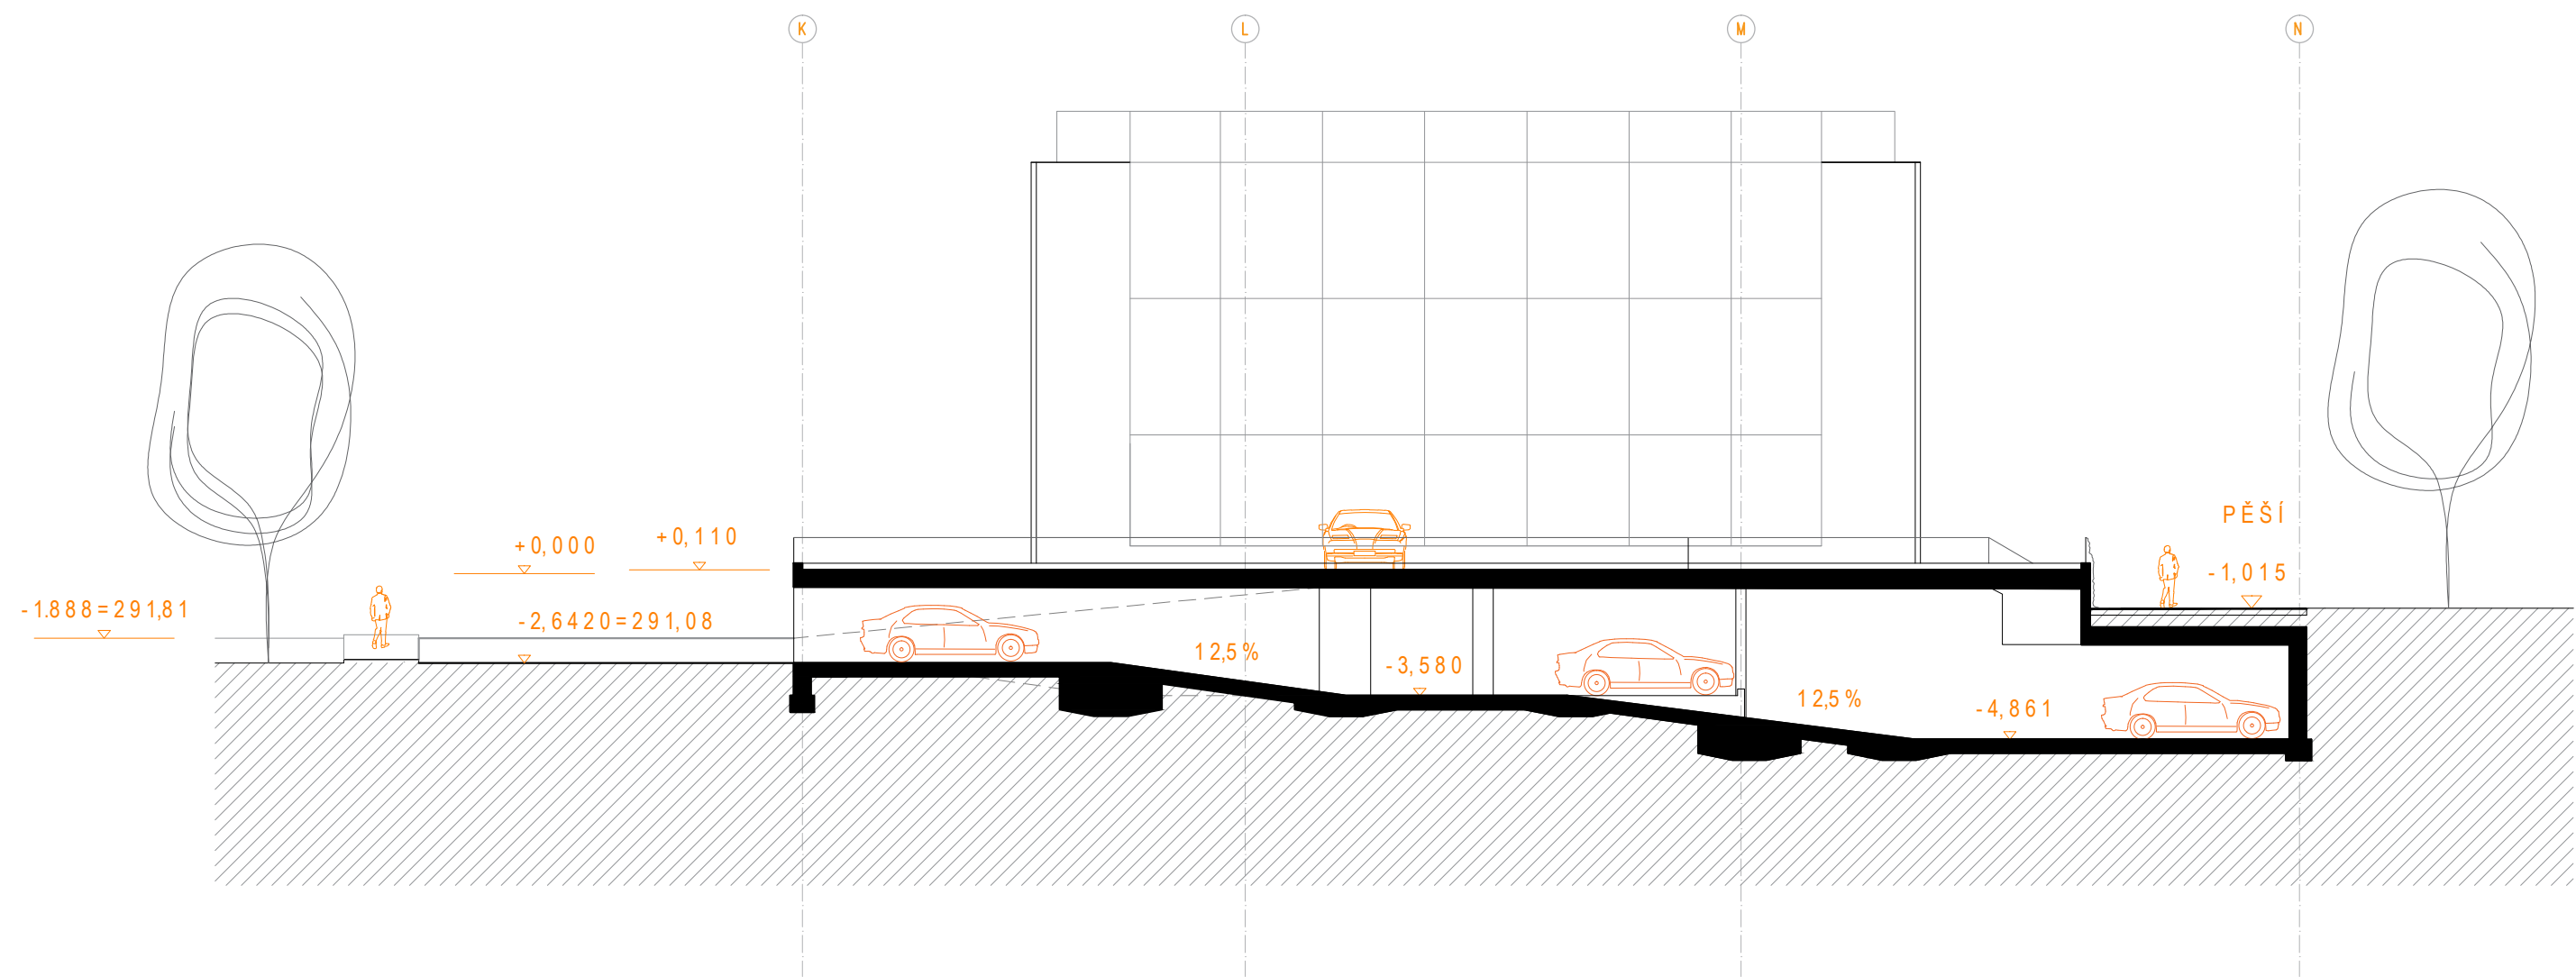 K L M N
PĚŠÍ
+0,000 +0,110
-1,015
-1.888=291,81 -2,6420=291,08
12,5% -3,580
12,5% -4,861